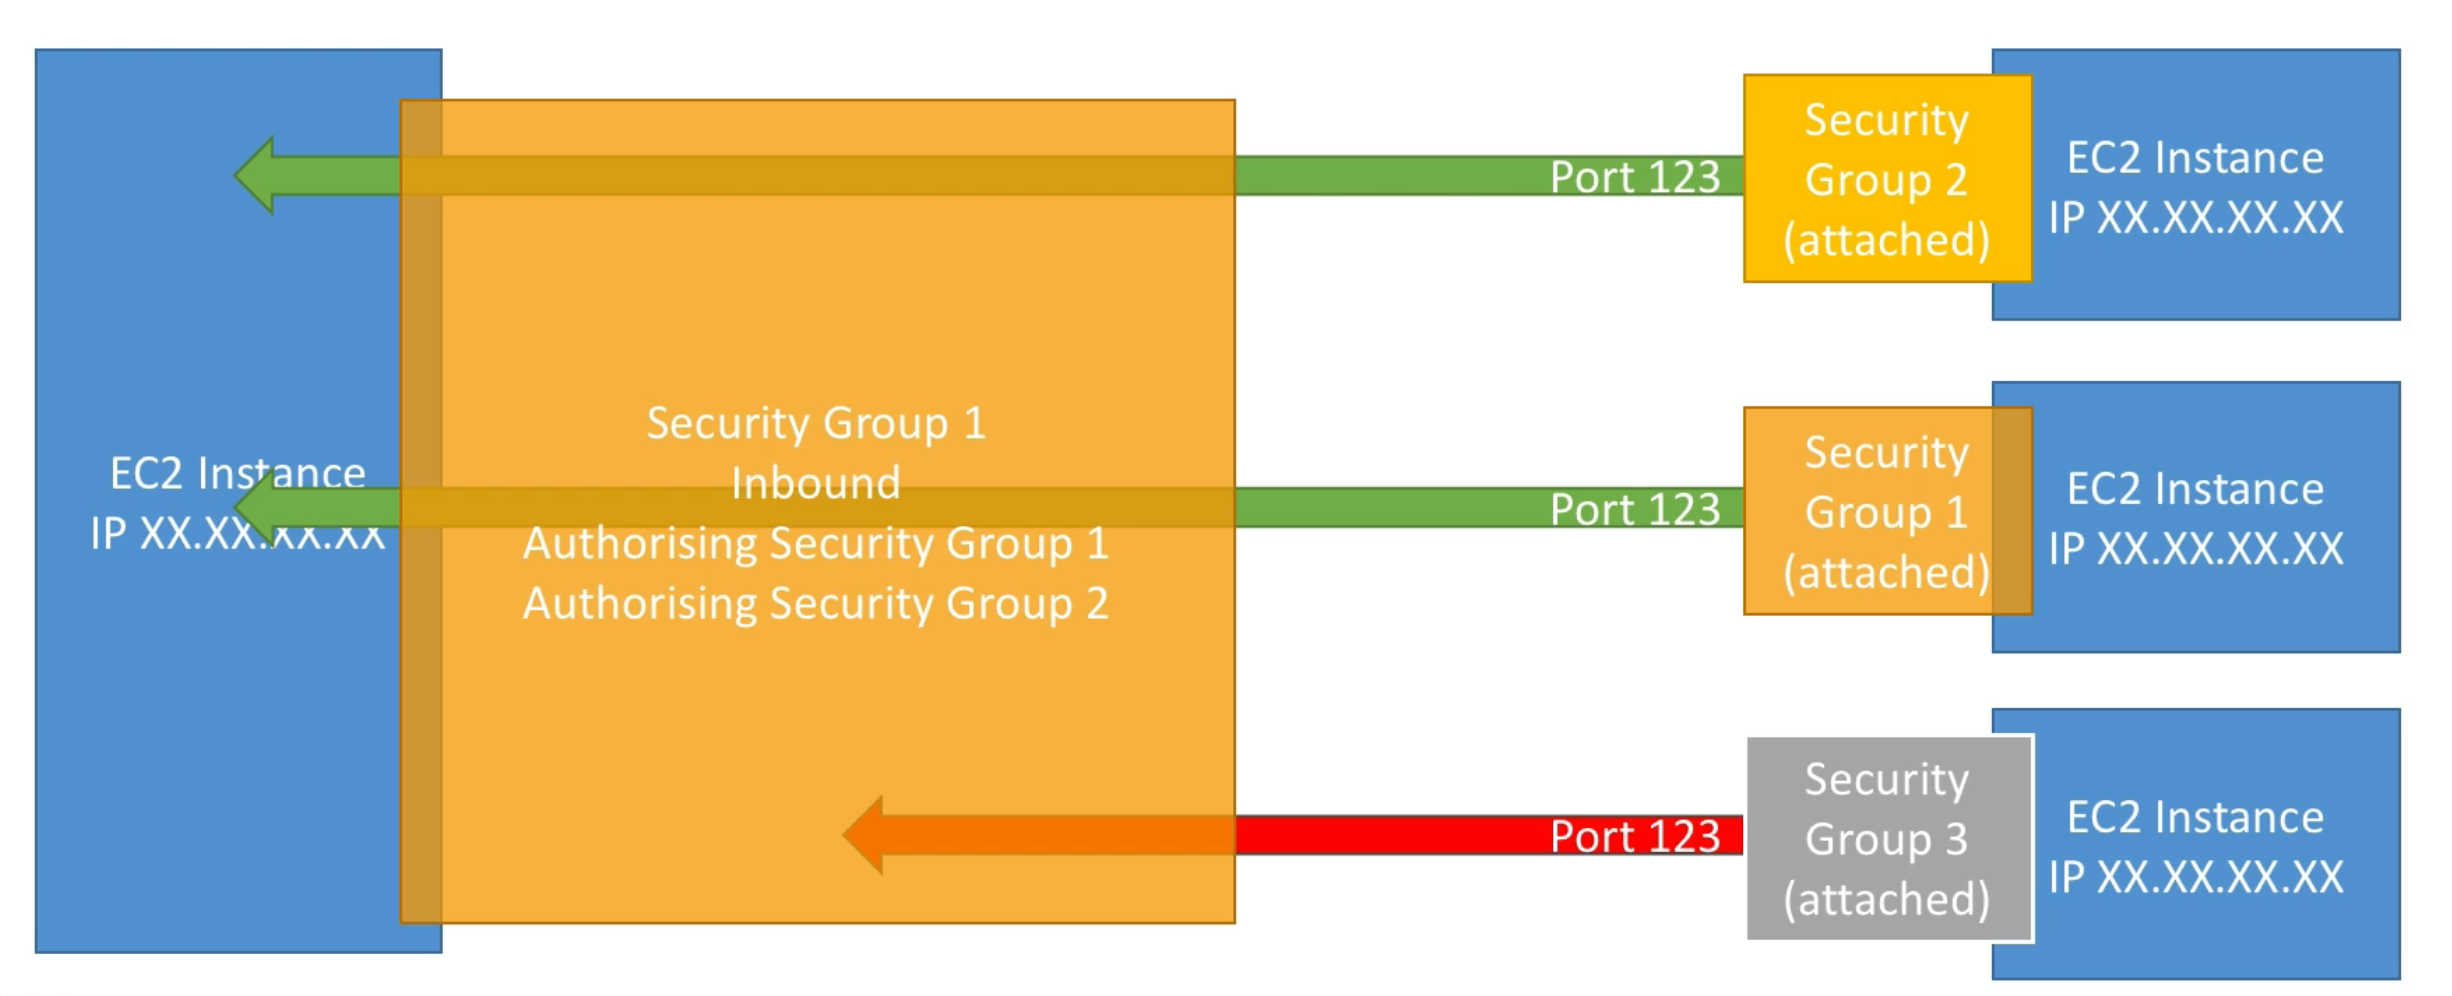 EC2 Instance
IP XX.XX.XX.XX
Security Group 1
Inbound
Authorising Security Group 1
Authorising Security Group 2
Port 123
Security
Group 2
(attached)
EC2 Instance
IP XX.XX.XX.XX
Port 123
Security
Group 1
(attached)
EC2 Instance
IP XX.XX.XX.XX
Port 123
Security
Group 3
(attached)
EC2 Instance
IP XX.XX.XX.XX